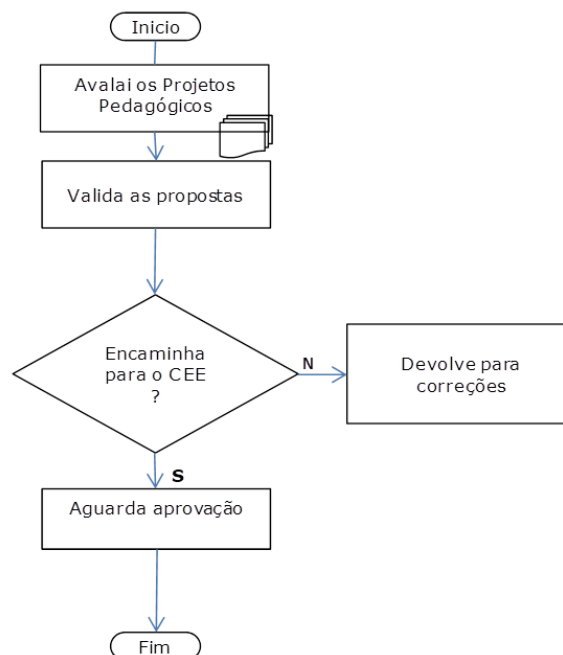 Inicio
Avalai os Projetos
Pedagógicos
Valida as propostas
Encaminha
para o CEE
?
N
Devolve para
correções
S
Aguarda aprovação
Fim